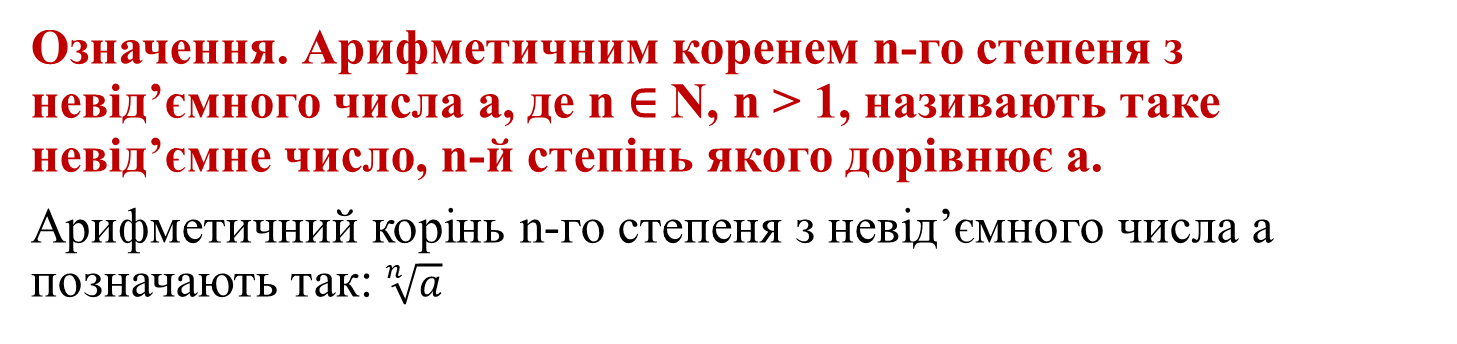 Означення. Арифметичним коренем n-го степеня з
невід’ємного числа a, де n ∈ N, n > 1, називають таке
невід’ємне число, n-й степінь якого дорівнює a.
Арифметичний корінь n-го степеня з невід’ємного числа a
позначають так: ⁿ√a